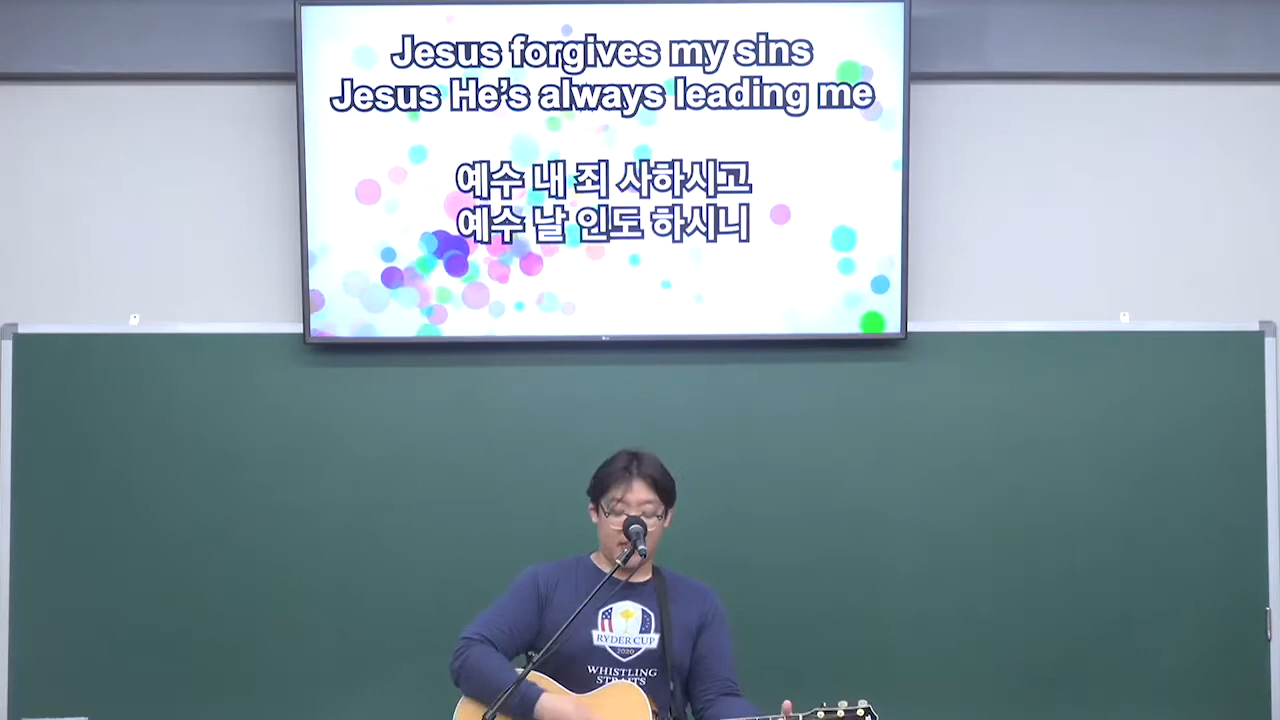 Jesus forgives my sins
Jesus He's always leading me
예수 내 죄 사하시고
예수 날 인도 하시니
RYDER CUP
2020
WHISTLING
STRAITS